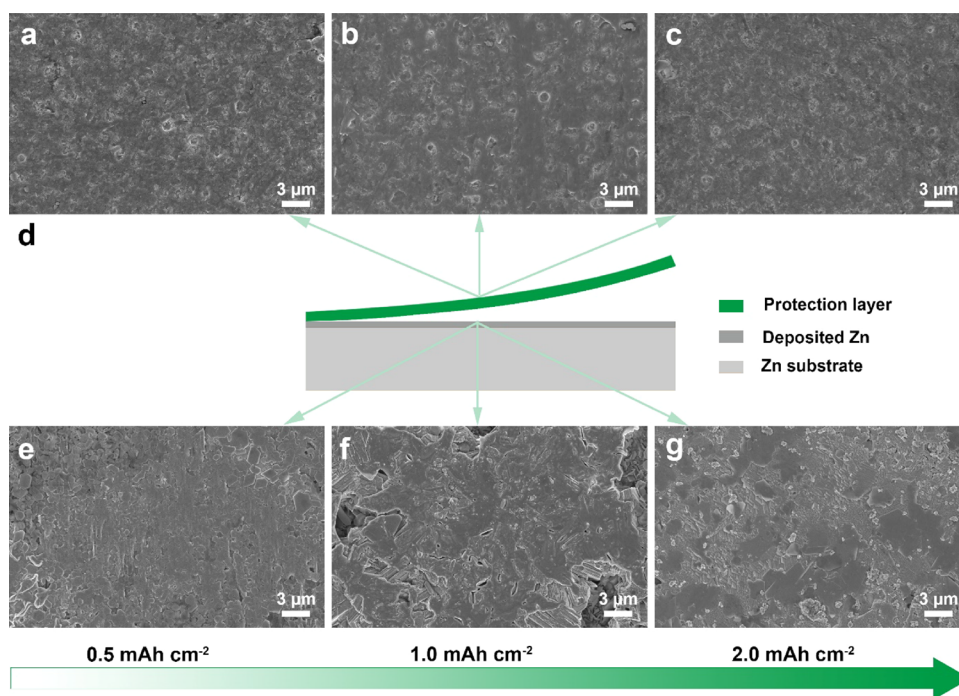 a
b
c
3 µm
3 µm
3 µm
d
Protection layer
Deposited Zn
Zn substrate
e
f
g
3 µm
3 µm
3 µm
0.5 mAh cm⁻²
1.0 mAh cm⁻²
2.0 mAh cm⁻²